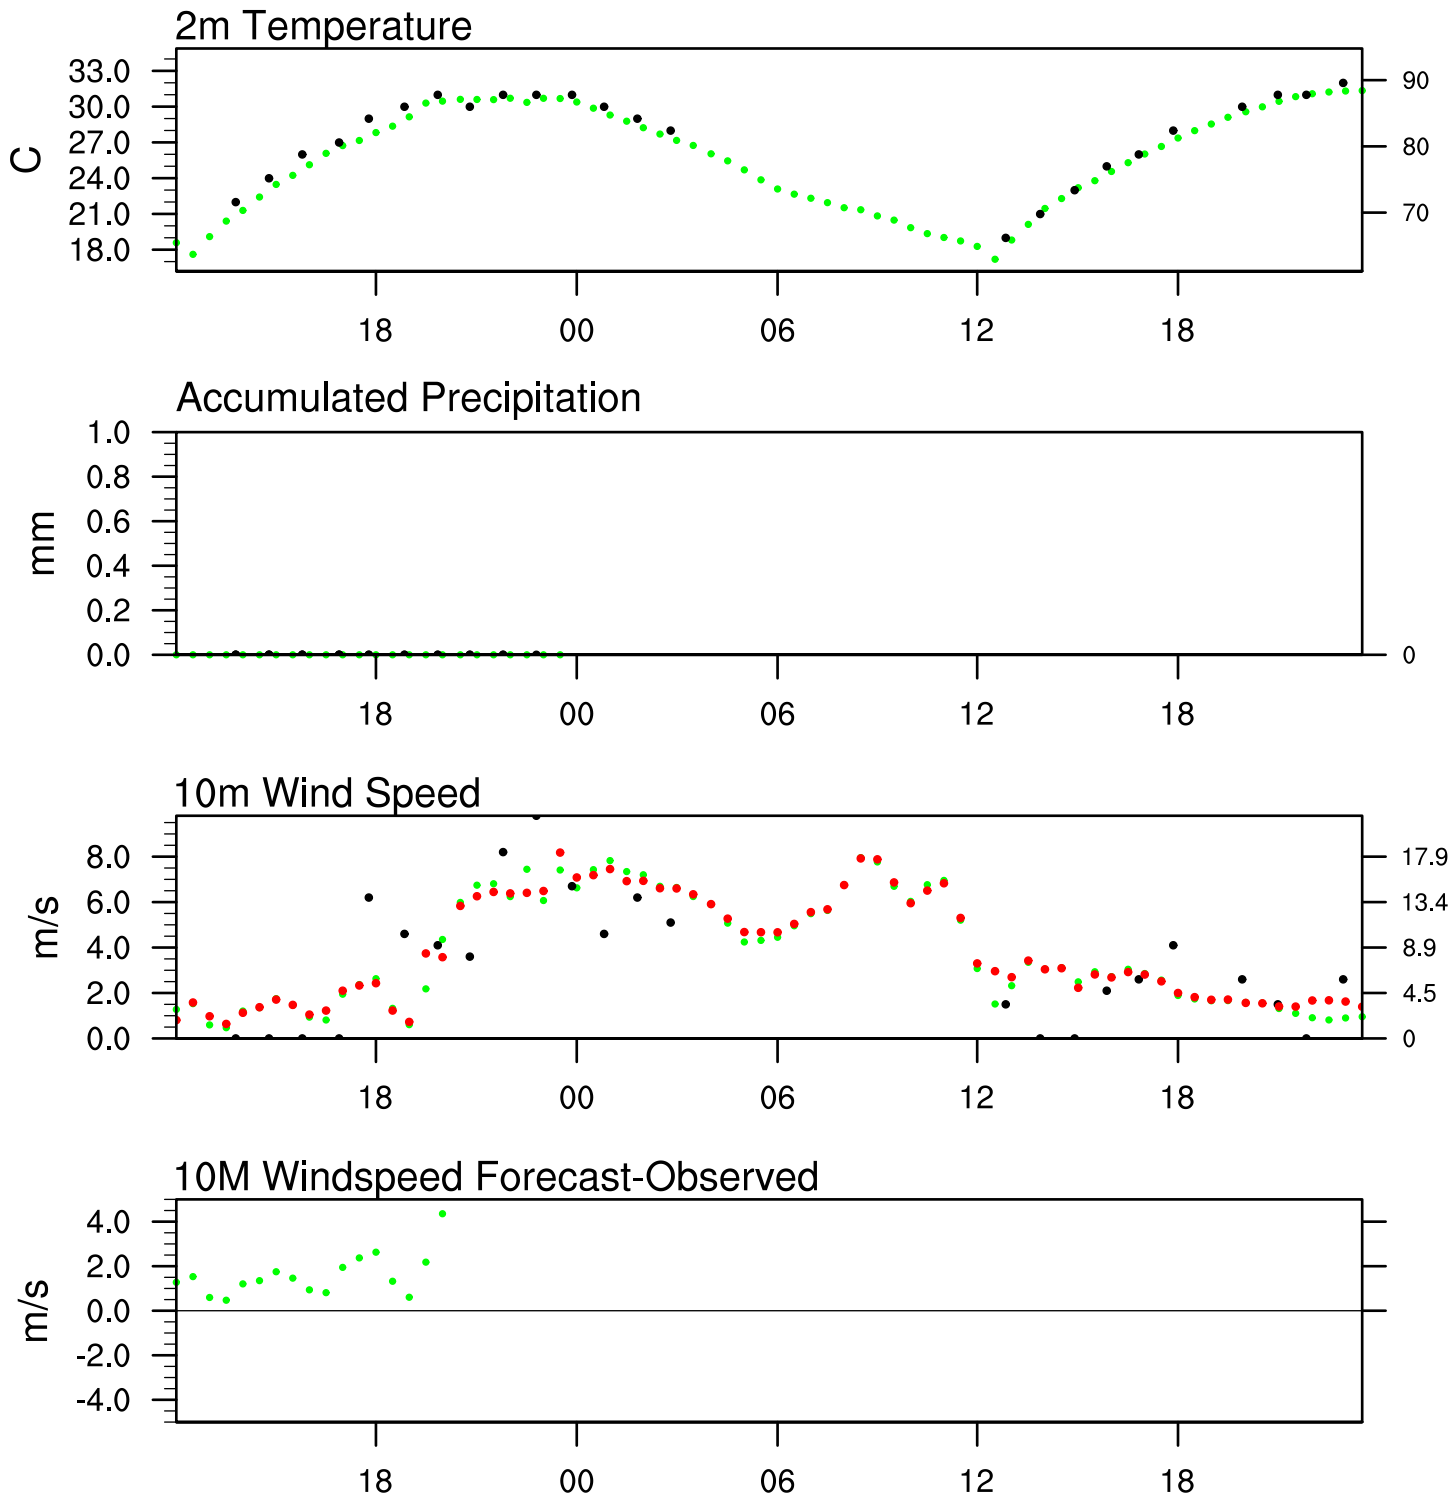 2m Temperature
33.0
30.0
27.0
24.0
21.0
18.0
C
90
80
70
18 00 06 12 18
Accumulated Precipitation
1.0
0.8
0.6
0.4
0.2
0.0
mm
0
18 00 06 12 18
10m Wind Speed
8.0
6.0
4.0
2.0
0.0
m/s
17.9
13.4
8.9
4.5
0
18 00 06 12 18
10M Windspeed Forecast-Observed
4.0
2.0
0.0
-2.0
-4.0
m/s
18 00 06 12 18